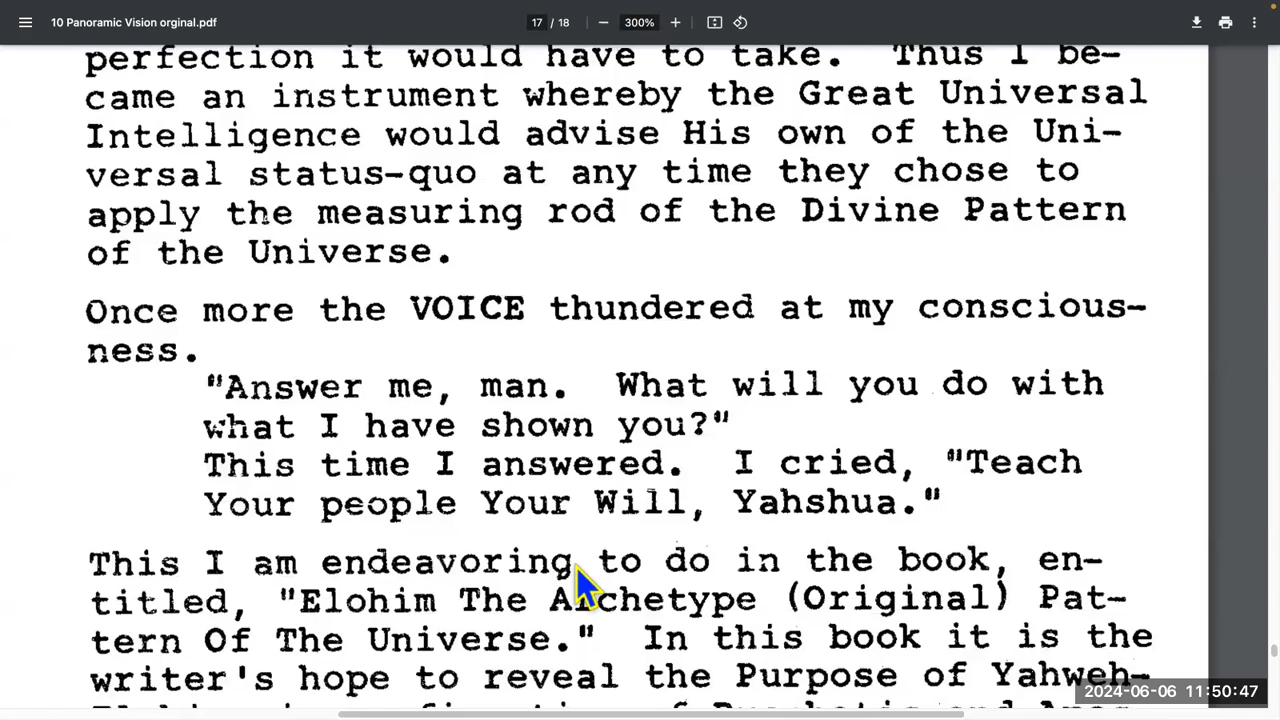 10 Panoramic Vision orginal.pdf
17 / 18
300%
perfection it would have to take. Thus I be-
came an instrument whereby the Great Universal
Intelligence would advise His own of the Uni-
versal status-quo at any time they chose to
apply the measuring rod of the Divine Pattern
of the Universe.
Once more the VOICE thundered at my conscious-
ness.
"Answer me, man. What will you do with
what I have shown you?"
This time I answered. I cried, "Teach
Your people Your Will, Yahshua."
This I am endeavoring to do in the book, en-
titled, "Elohim The Archetype (Original) Pat-
tern Of The Universe." In this book it is the
writer's hope to reveal the Purpose of Yahweh-
2024-06-06 11:50:47